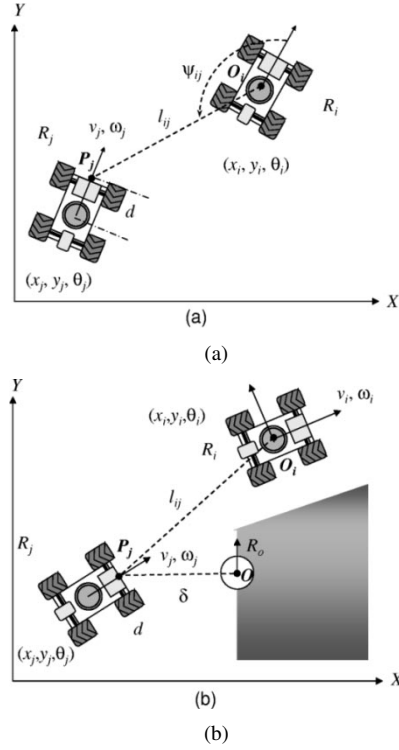 Y
ψij
Oi
lij
Ri
Rj
vj, ωj
Pj
(xi, yi, θi)
d
(xj, yj, θj)
X
(a)
(a)
Y
(xi,yi,θi)
vi, ωi
Ri
Oi
lij
Rj
Pj
vj, ωj
Ro
O
δ
d
(xj,yj,θj)
X
(b)
(b)